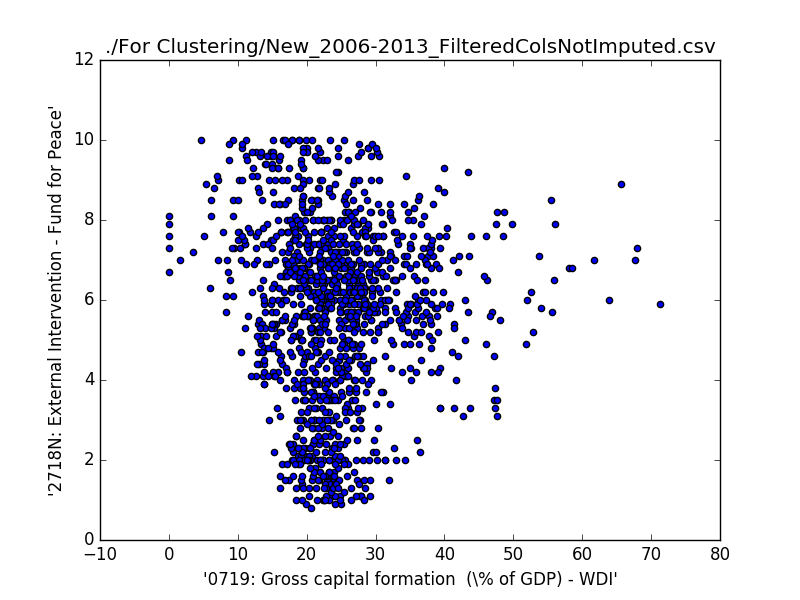 ./For Clustering/New_2006-2013_FilteredColsNotImputed.csv
12
10
8
6
4
2
0
'2718N: External Intervention - Fund for Peace'
−10 0 10 20 30 40 50 60 70 80
'0719: Gross capital formation  (\% of GDP) - WDI'